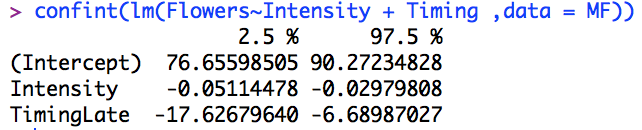 > confint(lm(Flowers~Intensity + Timing ,data = MF))
2.5 % 97.5 %
(Intercept) 76.65598505 90.27234828
Intensity -0.05114478 -0.02979808
TimingLate -17.62679640 -6.68987027